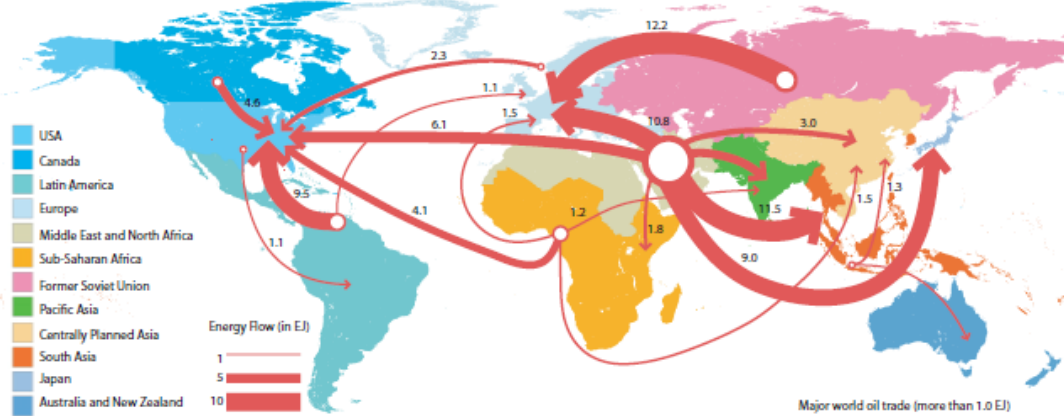 12.2
2.3
1.1
4.6
1.5
10.8
6.1
3.0
USA
Canada
Latin America
Europe
Middle East and North Africa
Sub-Saharan Africa
Former Soviet Union
Pacific Asia
Centrally Planned Asia
South Asia
Japan
Australia and New Zealand
9.5
4.1
1.2
1.8
11.5
1.5
1.3
9.0
1.1
Energy Flow (in EJ)
1
5
10
Major world oil trade (more than 1.0 EJ)